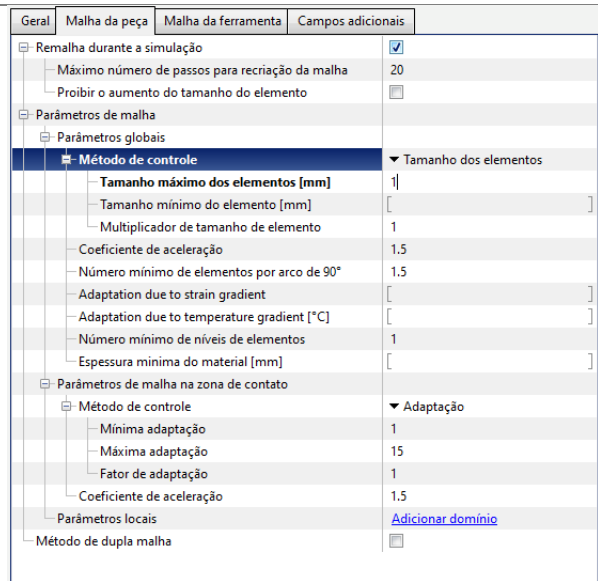 Geral Malha da peça Malha da ferramenta Campos adicionais
Remalha durante a simulação
Máximo número de passos para recriação da malha 20
Proibir o aumento do tamanho do elemento
Parâmetros de malha
Parâmetros globais
Método de controle Tamanho dos elementos
Tamanho máximo dos elementos [mm] 1
Tamanho mínimo do elemento [mm] [ ]
Multiplicador de tamanho de elemento 1
Coeficiente de aceleração 1.5
Número mínimo de elementos por arco de 90° 1.5
Adaptation due to strain gradient [ ]
Adaptation due to temperature gradient [°C] [ ]
Número mínimo de níveis de elementos 1
Espessura minima do material [mm] [ ]
Parâmetros de malha na zona de contato
Método de controle Adaptação
Mínima adaptação 1
Máxima adaptação 15
Fator de adaptação 1
Coeficiente de aceleração 1.5
Parâmetros locais Adicionar domínio
Método de dupla malha